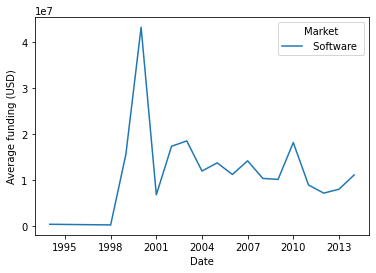 1e7
Market
Software
4
3
2
1
0
Average funding (USD)
1995 1998 2001 2004 2007 2010 2013
Date